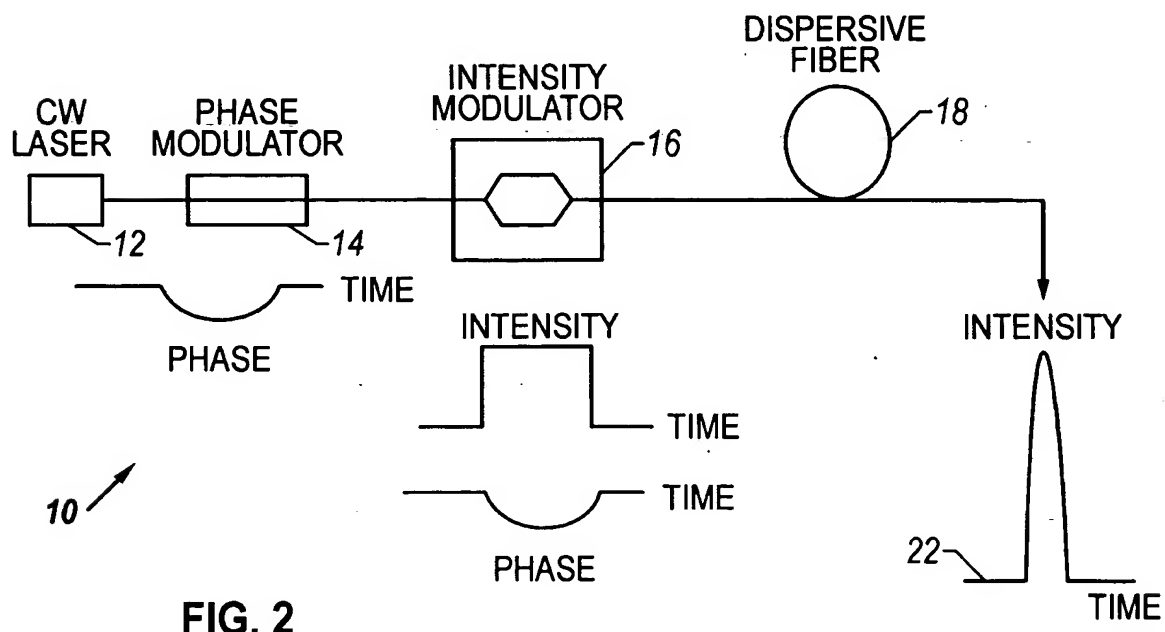 DISPERSIVE
FIBER
INTENSITY
MODULATOR
CW
LASER
PHASE
MODULATOR
18
16
12
14
TIME
PHASE
INTENSITY
TIME
TIME
PHASE
INTENSITY
10
22
TIME
FIG. 2